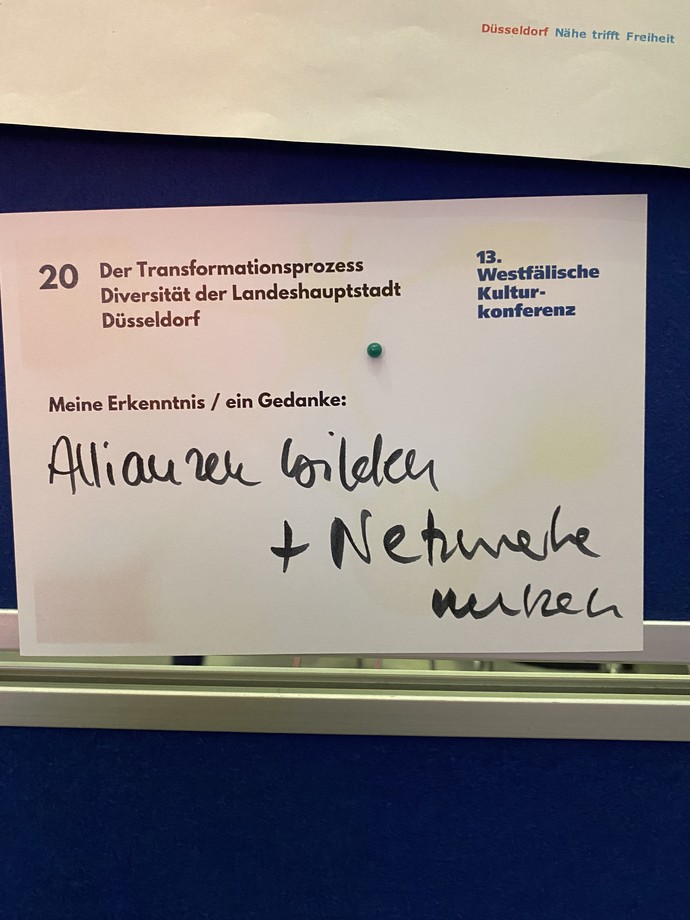 Düsseldorf Nähe trifft Freiheit
20
Der Transformationsprozess
Diversität der Landeshauptstadt
Düsseldorf
13.
Westfälische
Kultur-
konferenz
Meine Erkenntnis / ein Gedanke:
Allianzen bilden
+ Netzwerke
nutzen